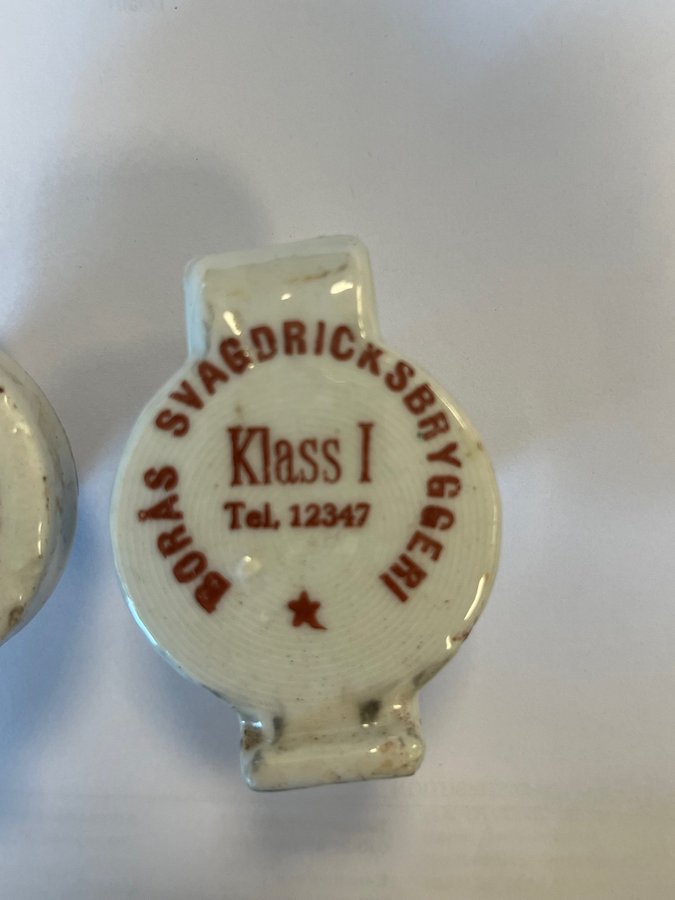 BORÅS SVAGDRICKSBRYGGERI
Klass I
Tel. 12347